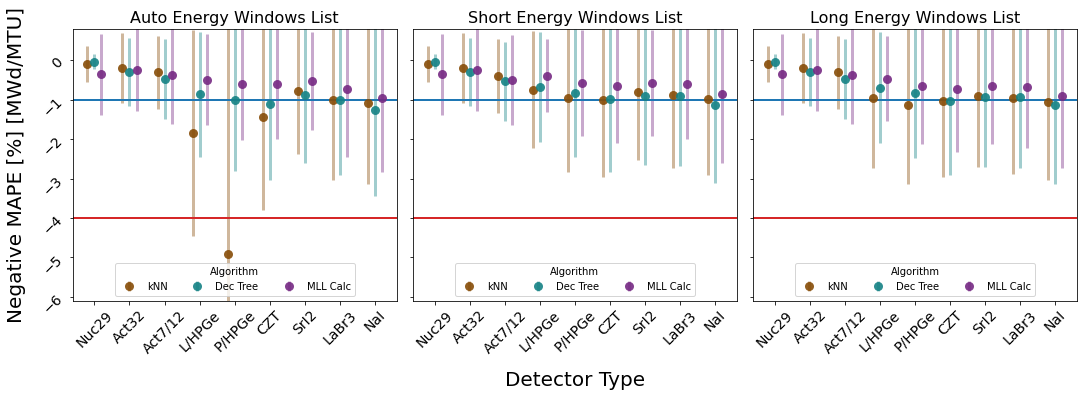 Auto Energy Windows List
Short Energy Windows List
Long Energy Windows List
Negative MAPE [%] [MWd/MTU]
0
−1
−2
−3
−4
−5
−6
Algorithm
kNN Dec Tree MLL Calc
Algorithm
kNN Dec Tree MLL Calc
Algorithm
kNN Dec Tree MLL Calc
Nuc29 Act32 Act7/12 L/HPGe P/HPGe CZT SrI2 LaBr3 NaI
Nuc29 Act32 Act7/12 L/HPGe P/HPGe CZT SrI2 LaBr3 NaI
Nuc29 Act32 Act7/12 L/HPGe P/HPGe CZT SrI2 LaBr3 NaI
Detector Type